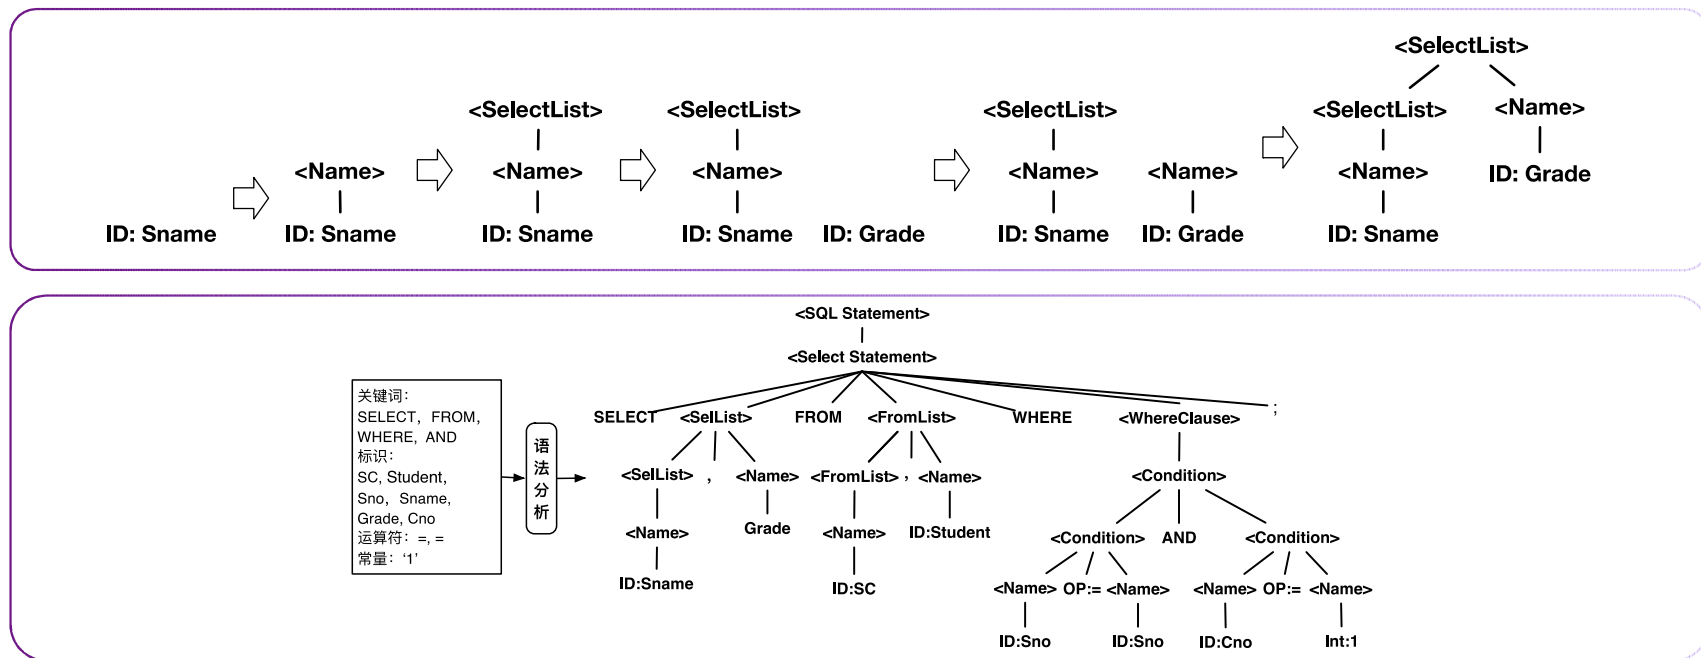 <SelectList>
<SelectList> <SelectList> <SelectList> <SelectList> <Name>
<Name> <Name> <Name> <Name> <Name> <Name> ID: Grade
ID: Sname ID: Sname ID: Sname ID: Sname ID: Grade ID: Sname ID: Grade ID: Sname
<SQL Statement>
<Select Statement>
关键词：
SELECT，FROM，
WHERE，AND
标识：
SC, Student,
Sno，Sname,
Grade, Cno
运算符：=, =
常量：‘1’
语
法
分
析
SELECT <SelList> FROM <FromList> WHERE <WhereClause> ;
<SelList> , <Name> <FromList> , <Name> <Condition>
<Name> Grade <Name> ID:Student <Condition> AND <Condition>
ID:Sname ID:SC <Name> OP:= <Name> <Name> OP:= <Name>
ID:Sno ID:Sno ID:Cno Int:1